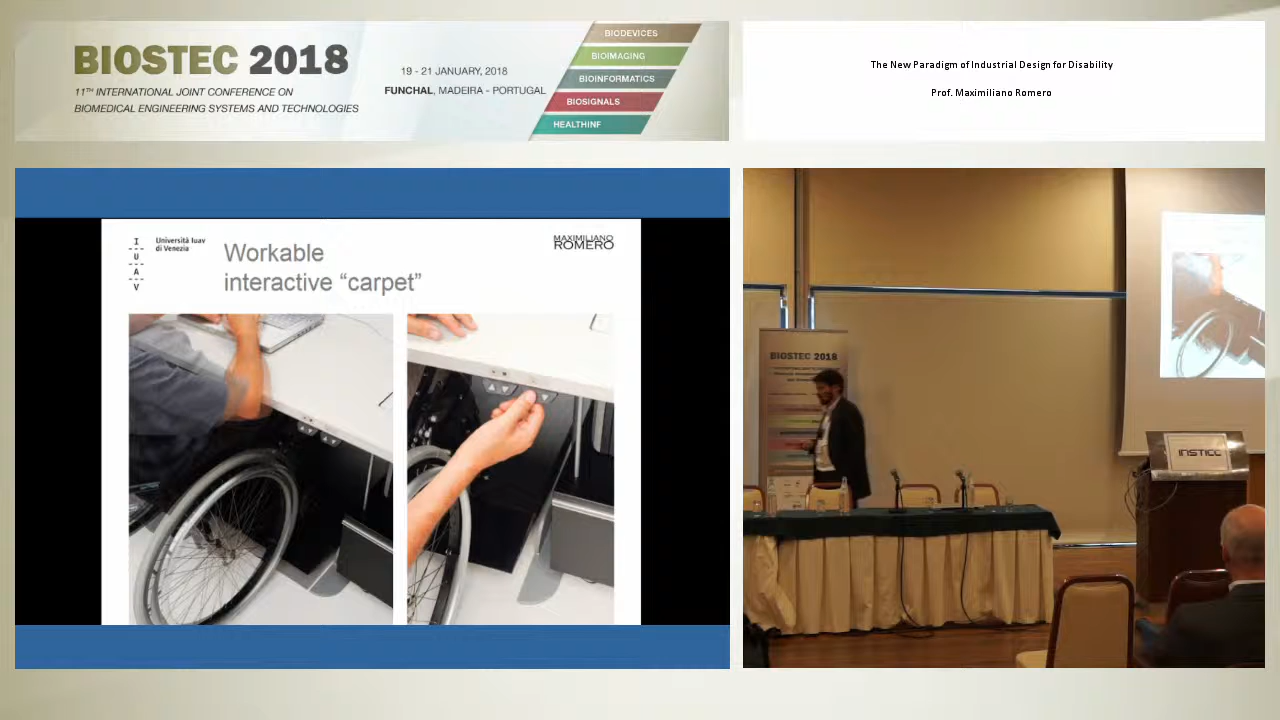 BIOSTEC 2018
11TH INTERNATIONAL JOINT CONFERENCE ON
BIOMEDICAL ENGINEERING SYSTEMS AND TECHNOLOGIES
19 - 21 JANUARY, 2018
FUNCHAL, MADEIRA - PORTUGAL
BIODEVICES
BIOIMAGING
BIOINFORMATICS
BIOSIGNALS
HEALTHINF
The New Paradigm of Industrial Design for Disability
Prof. Maximiliano Romero
I
U
A
V
Università Iuav
di Venezia
Workable
interactive “carpet”
MAXIMILIANO
ROMERO
BIOSTEC 2018
INSTICC